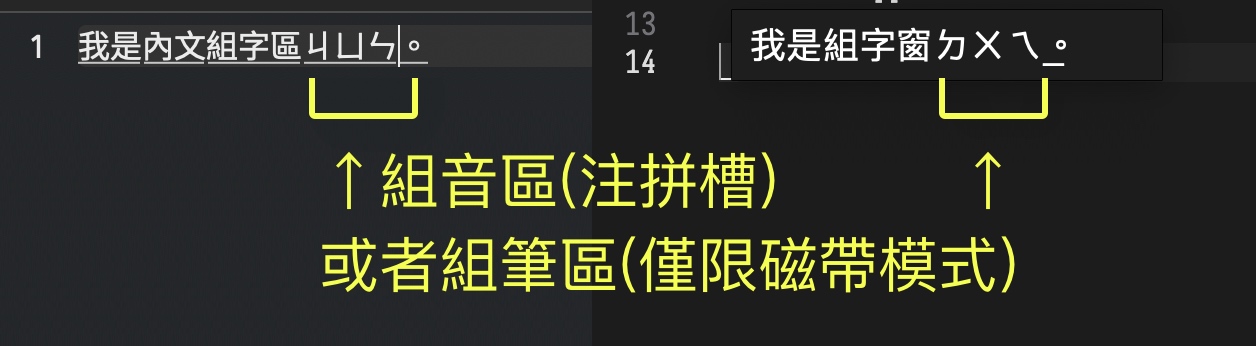 1 我是內文組字區ㄐㄩㄣ。
13
14 我是組字窗ㄉㄨㄟ_。
↑組音區(注拼槽) ↑
或者組筆區(僅限磁帶模式)